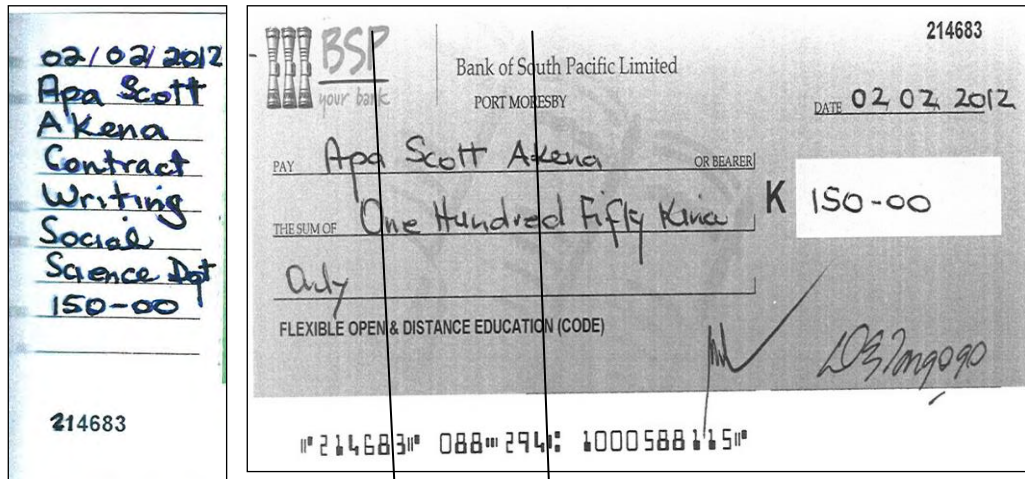 02/02/2012
Apa Scott
Akena
Contract
Writing
Social
Science Dpt
150-00
214683
214683
BSP
your bank
Bank of South Pacific Limited
PORT MORESBY
DATE 02 02 2012
PAY Apa Scott Akena OR BEARER
THE SUM OF One Hundred Fifty Kina
K 150-00
Only
FLEXIBLE OPEN & DISTANCE EDUCATION (CODE)
⑈214683⑈ 088⑉294⑆ 1000588115⑈